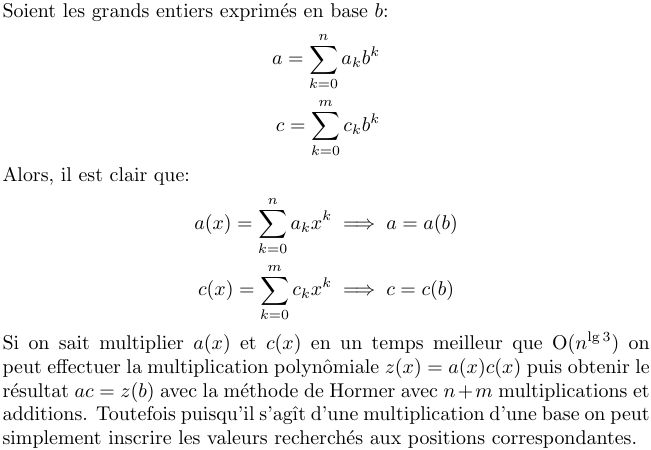 Soient les grands entiers exprimés en base b:
a = \sum_{k=0}^{n} a_k b^k
c = \sum_{k=0}^{m} c_k b^k
Alors, il est clair que:
a(x) = \sum_{k=0}^{n} a_k x^k \implies a = a(b)
c(x) = \sum_{k=0}^{m} c_k x^k \implies c = c(b)
Si on sait multiplier a(x) et c(x) en un temps meilleur que O(n^{lg 3}) on
peut effectuer la multiplication polynômiale z(x) = a(x)c(x) puis obtenir le
résultat ac = z(b) avec la méthode de Hormer avec n+m multiplications et
additions. Toutefois puisqu'il s'agît d'une multiplication d'une base on peut
simplement inscrire les valeurs recherchés aux positions correspondantes.